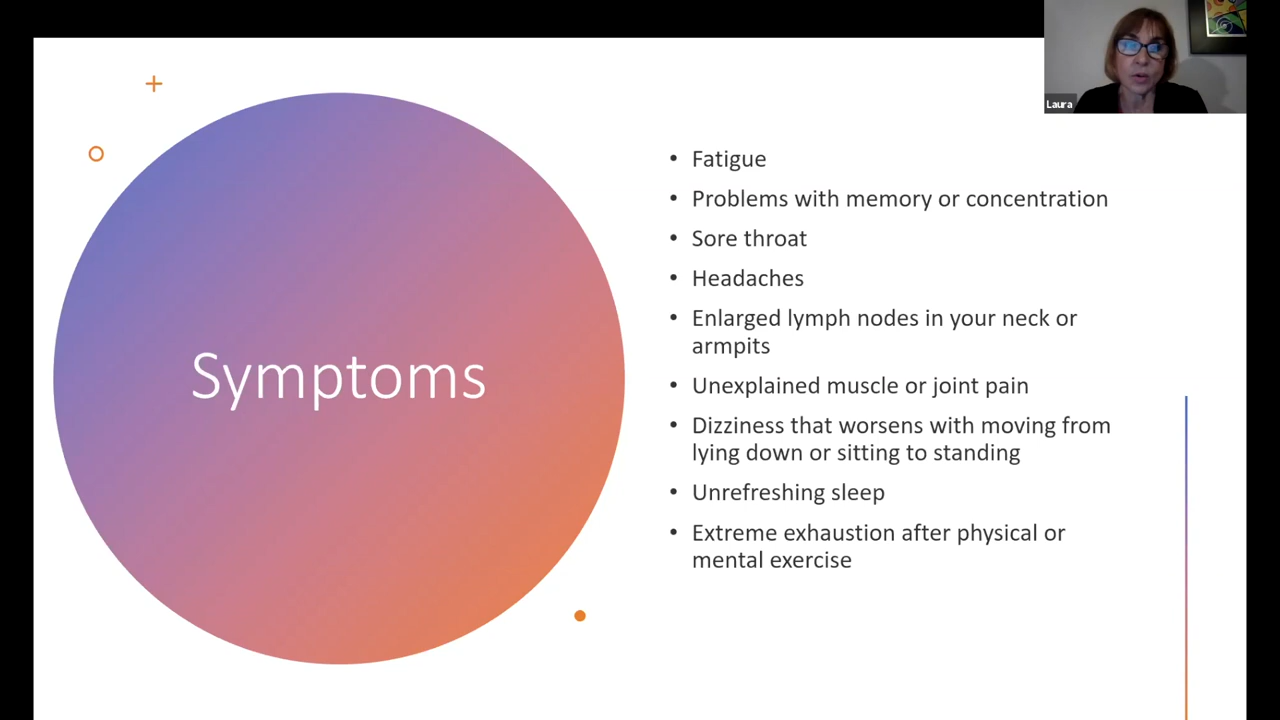 Laura
Symptoms
• Fatigue
• Problems with memory or concentration
• Sore throat
• Headaches
• Enlarged lymph nodes in your neck or
armpits
• Unexplained muscle or joint pain
• Dizziness that worsens with moving from
lying down or sitting to standing
• Unrefreshing sleep
• Extreme exhaustion after physical or
mental exercise